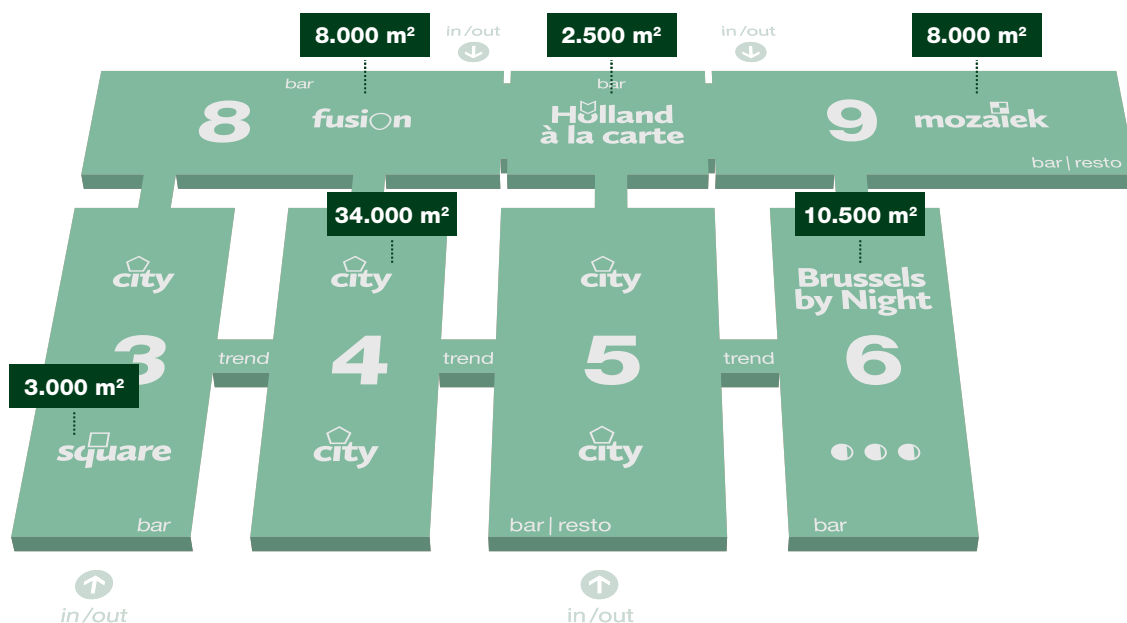 8.000 m²
in/out
2.500 m²
in/out
8.000 m²
bar
8
fusion
bar
Holland
à la carte
9
mozaïek
bar | resto
34.000 m²
10.500 m²
city
city
city
Brussels
by Night
3
trend
4
trend
5
trend
6
3.000 m²
square
city
city
bar
bar | resto
bar
in/out
in/out